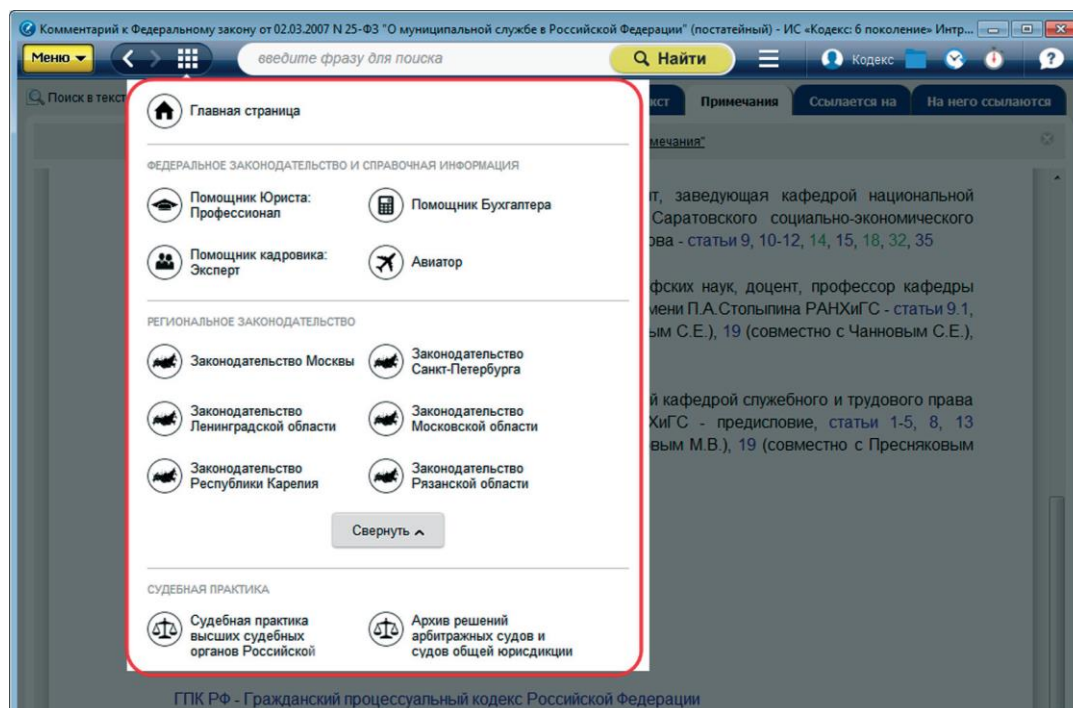 Комментарий к Федеральному закону от 02.03.2007 N 25-ФЗ "О муниципальной службе в Российской Федерации" (постатейный) - ИС «Кодекс: 6 поколение» Интр...
Меню
введите фразу для поиска
Найти
Кодекс
?
Поиск в текст
кст
Примечания
Ссылается на
На него ссылаются
мечания"
Главная страница
ФЕДЕРАЛЬНОЕ ЗАКОНОДАТЕЛЬСТВО И СПРАВОЧНАЯ ИНФОРМАЦИЯ
Помощник Юриста:
Профессионал
Помощник Бухгалтера
Помощник кадровика:
Эксперт
Авиатор
РЕГИОНАЛЬНОЕ ЗАКОНОДАТЕЛЬСТВО
Законодательство Москвы
Законодательство
Санкт-Петербурга
Законодательство
Ленинградской области
Законодательство
Московской области
Законодательство
Республики Карелия
Законодательство
Рязанской области
Свернуть
СУДЕБНАЯ ПРАКТИКА
Судебная практика
высших судебных
органов Российской
Архив решений
арбитражных судов и
судов общей юрисдикции
нт, заведующая кафедрой национальной
Саратовского социально-экономического
ова - статьи 9, 10-12, 14, 15, 18, 32, 35
фских наук, доцент, профессор кафедры
мени П.А.Столыпина РАНХиГС - статьи 9.1,
ым С.Е.), 19 (совместно с Чанновым С.Е.),
й кафедрой служебного и трудового права
ХиГС - предисловие, статьи 1-5, 8, 13
вым М.В.), 19 (совместно с Пресняковым
ГПК РФ - Гражданский процессуальный кодекс Российской Федерации